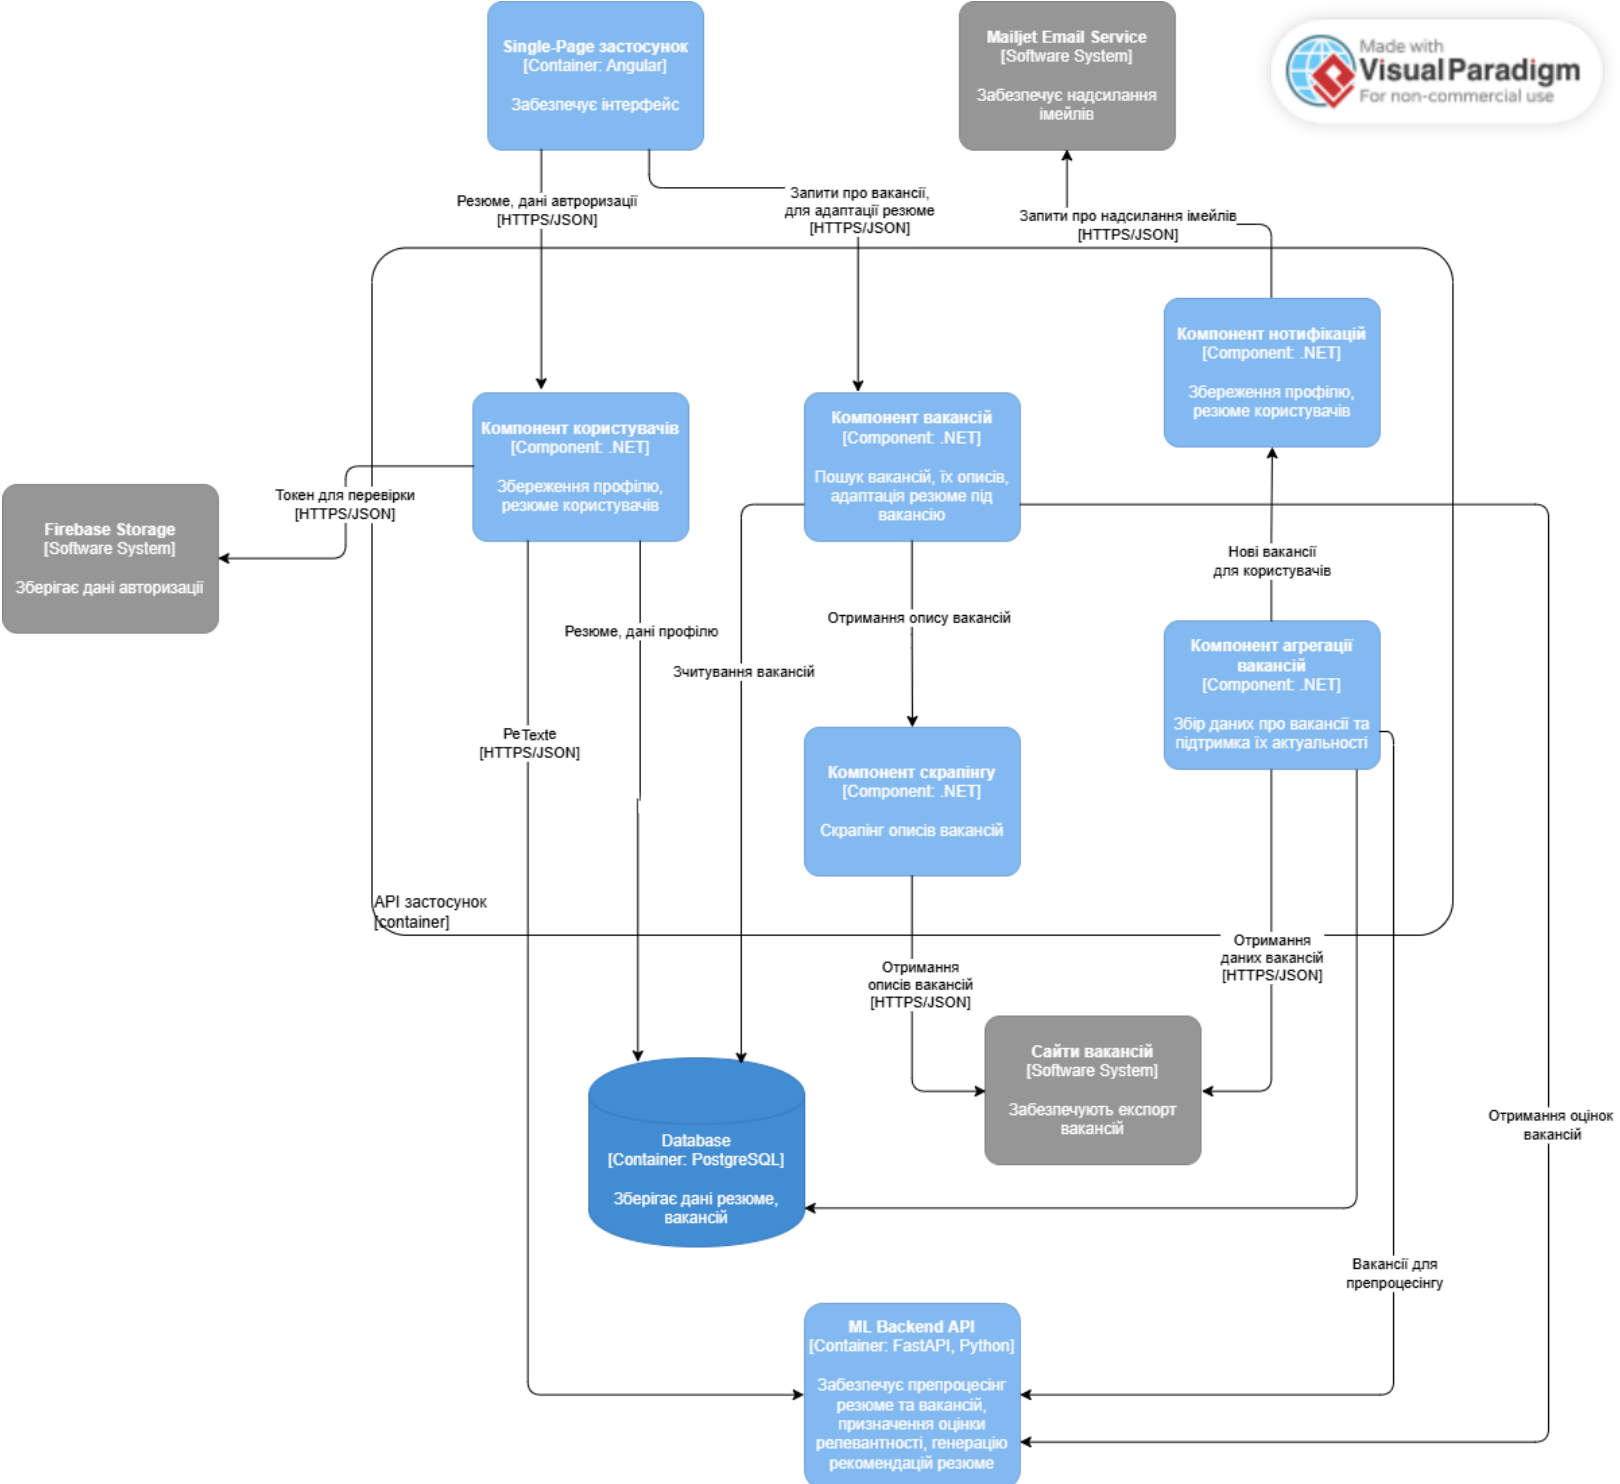 Single-Page застосунок
[Container: Angular]
Забезпечує інтерфейс
Mailjet Email Service
[Software System]
Забезпечує надсилання
імейлів
Made with
Visual Paradigm
For non-commercial use
Резюме, дані автроризації
[HTTPS/JSON]
Запити про вакансії,
для адаптації резюме
[HTTPS/JSON]
Запити про надсилання імейлів
[HTTPS/JSON]
Компонент нотифікацій
[Component: .NET]
Збереження профілю,
резюме користувачів
Компонент користувачів
[Component: .NET]
Збереження профілю,
резюме користувачів
Компонент вакансій
[Component: .NET]
Пошук вакансій, їх описів,
адаптація резюме під
вакансію
Токен для перевірки
[HTTPS/JSON]
Firebase Storage
[Software System]
Зберігає дані авторизації
Нові вакансії
для користувачів
Резюме, дані профілю
Отримання опису вакансій
Зчитування вакансій
Компонент агрегації
вакансій
[Component: .NET]
Збір даних про вакансії та
підтримка їх актуальності
Text
[HTTPS/JSON]
Компонент скрапінгу
[Component: .NET]
Скрапінг описів вакансій
API застосунок
[container]
Отримання
описів вакансій
[HTTPS/JSON]
Отримання
даних вакансій
[HTTPS/JSON]
Сайти вакансій
[Software System]
Забезпечують експорт
вакансій
Отримання оцінок
вакансій
Database
[Container: PostgreSQL]
Зберігає дані резюме,
вакансій
Вакансії для
препроцесінгу
ML Backend API
[Container: FastAPI, Python]
Забезпечує препроцесінг
резюме та вакансій,
призначення оцінки
релевантності, генерацію
рекомендацій резюме